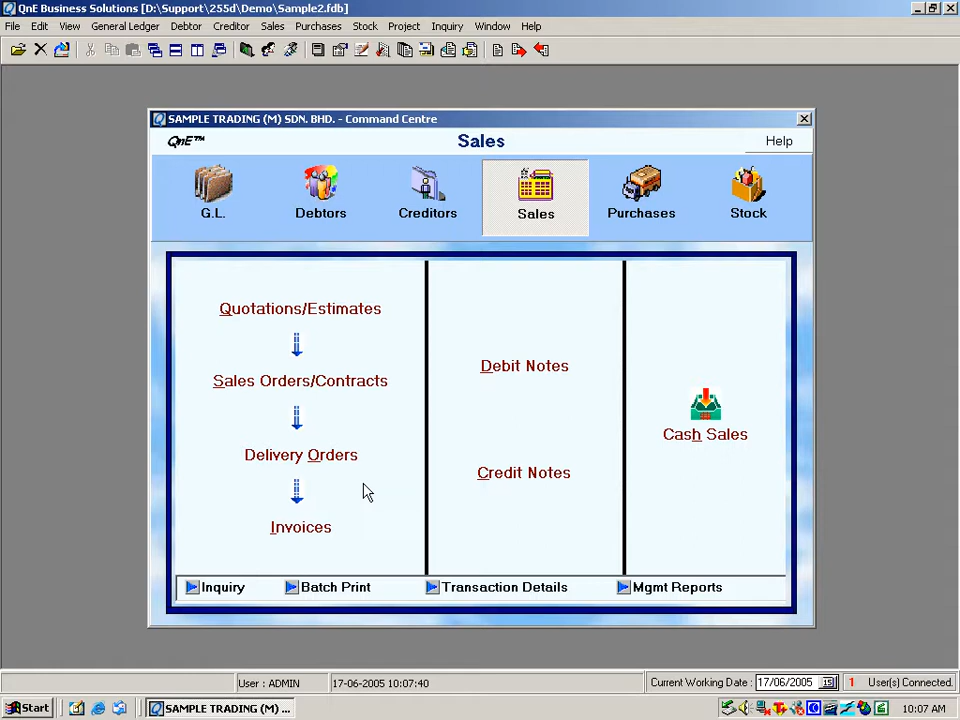 QnE Business Solutions [D:\Support\255d\Demo\Sample2.fdb]
File Edit View General Ledger Debtor Creditor Sales Purchases Stock Project Inquiry Window Help
SAMPLE TRADING (M) SDN. BHD. - Command Centre
QnE™ Sales Help
G.L. Debtors Creditors Sales Purchases Stock
Quotations/Estimates
Sales Orders/Contracts
Delivery Orders
Invoices
Debit Notes
Credit Notes
Cash Sales
Inquiry Batch Print Transaction Details Mgmt Reports
User : ADMIN 17-06-2005 10:07:40 Current Working Date : 17/06/2005 15 1 User(s) Connected.
Start SAMPLE TRADING (M) ... 10:07 AM